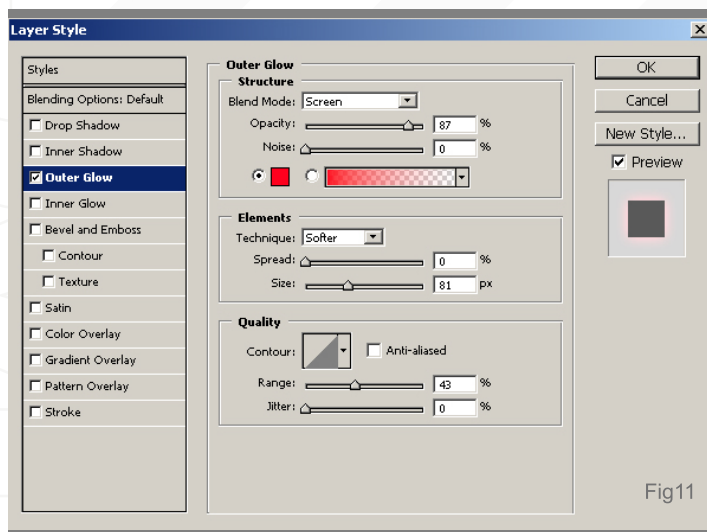 Layer Style
Styles
Blending Options: Default
Drop Shadow
Inner Shadow
Outer Glow
Inner Glow
Bevel and Emboss
Contour
Texture
Satin
Color Overlay
Gradient Overlay
Pattern Overlay
Stroke
Outer Glow
Structure
Blend Mode: Screen
Opacity: 87 %
Noise: 0 %
Elements
Technique: Softer
Spread: 0 %
Size: 81 px
Quality
Contour: Anti-aliased
Range: 43 %
Jitter: 0 %
OK
Cancel
New Style...
Preview
Fig11